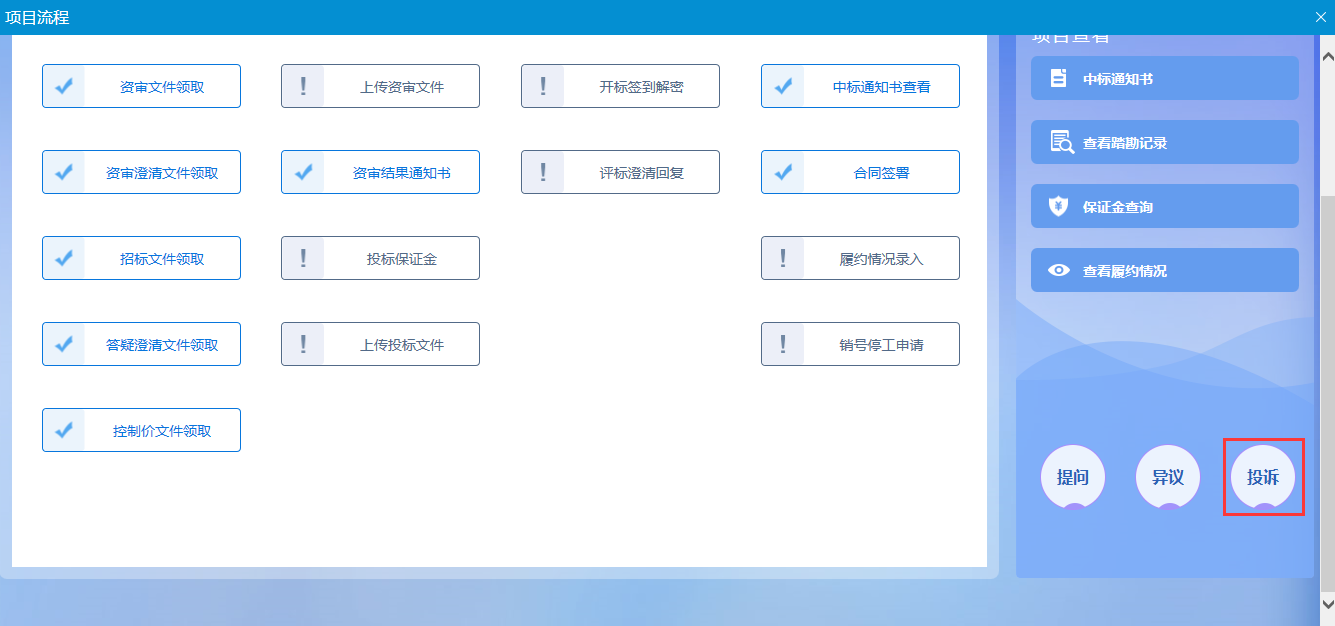 项目流程
资审文件领取
上传资审文件
开标签到解密
中标通知书查看
资审澄清文件领取
资审结果通知书
评标澄清回复
合同签署
招标文件领取
投标保证金
履约情况录入
答疑澄清文件领取
上传投标文件
销号停工申请
控制价文件领取
项目查看
中标通知书
查看踏勘记录
保证金查询
查看履约情况
提问
异议
投诉